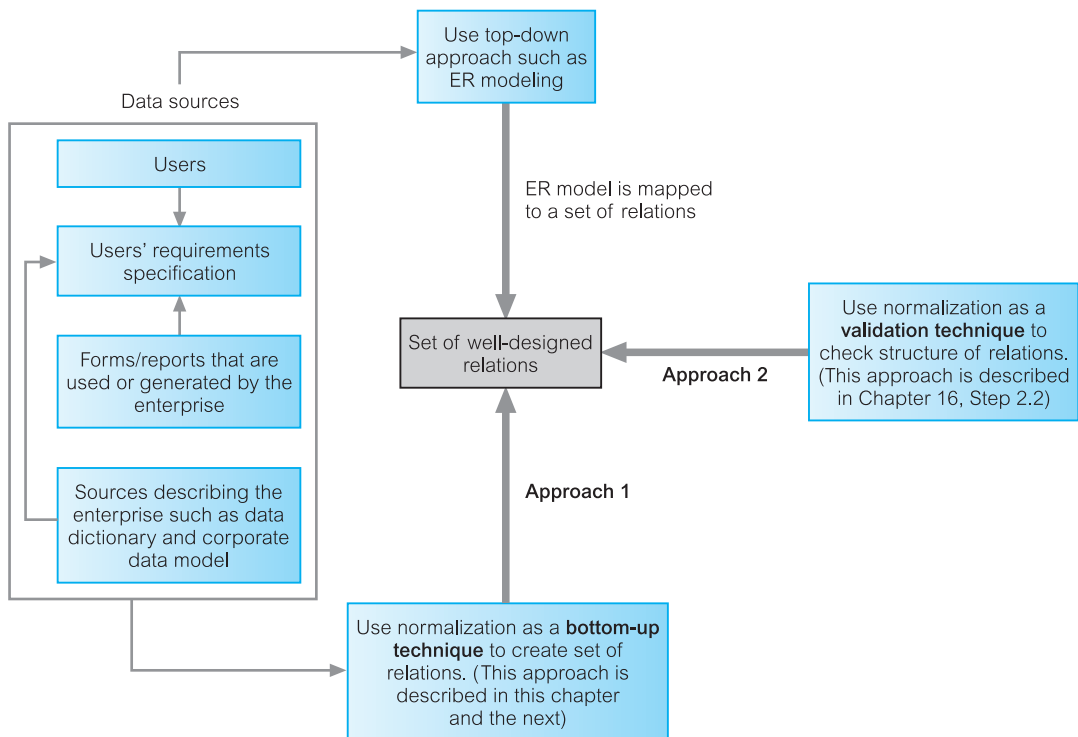 Use top-down
approach such as
ER modeling
Data sources
Users
Users’ requirements
specification
Forms/reports that are
used or generated by the
enterprise
Sources describing the
enterprise such as data
dictionary and corporate
data model
ER model is mapped
to a set of relations
Set of well-designed
relations
Approach 2
Use normalization as a
validation technique to
check structure of relations.
(This approach is described
in Chapter 16, Step 2.2)
Approach 1
Use normalization as a bottom-up
technique to create set of
relations. (This approach is
described in this chapter
and the next)